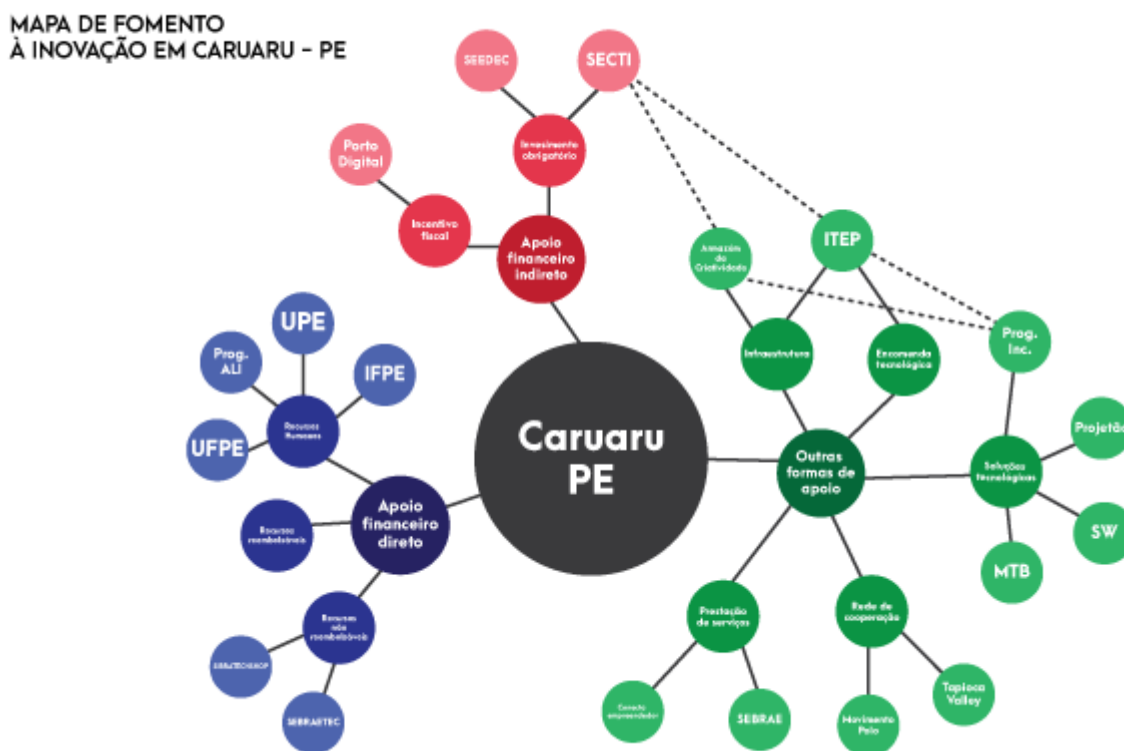 MAPA DE FOMENTO
À INOVAÇÃO EM CARUARU - PE
SEEDEC
SECTI
Porto
Digital
Invesimento
obrigatório
Incentivo
fiscal
Apoio
financeiro
indireto
Armazém
da
Criatividade
ITEP
Infraestrutura
Encomenda
tecnológica
Prog.
Inc.
UPE
Prog.
ALI
IFPE
UFPE
Recursos
Humanos
Caruaru
PE
Outras
formas de
apoio
Soluções
tecnológicas
Projetão
SW
MTB
Apoio
financeiro
direto
Recursos
reembolsáveis
Recursos
não
reembolsáveis
SEBRAETEC
Prestação
de serviços
Rede de
cooperação
Conecta
empreendedor
SEBRAE
Movimento
Polo
Tapioca
Valley